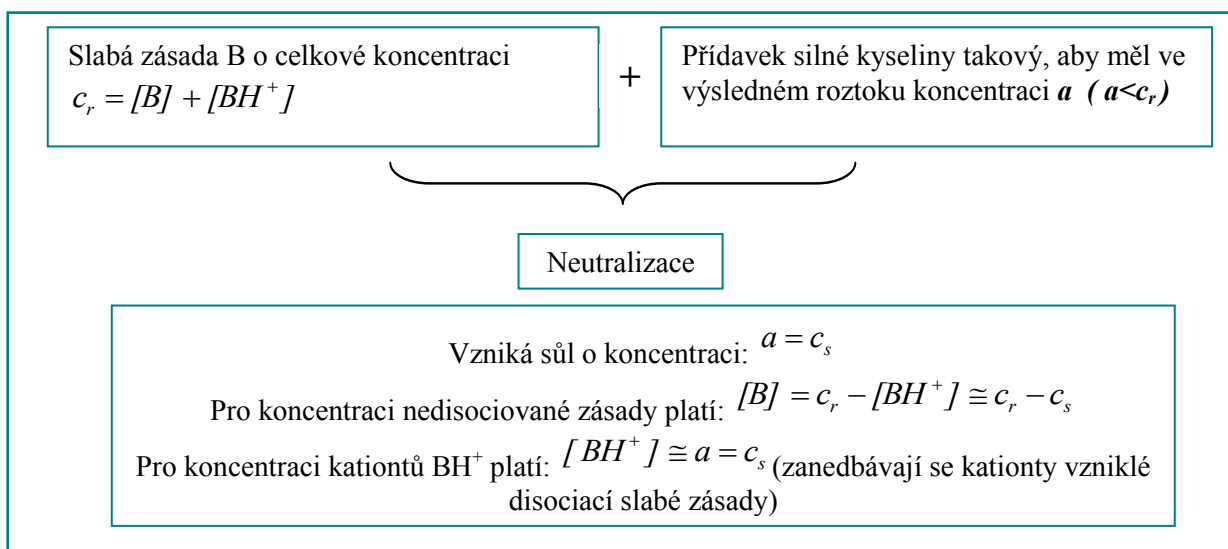 Slabá zásada B o celkové koncentraci
c_r = [B] + [BH⁺]
+
Přídavek silné kyseliny takový, aby měl ve
výsledném roztoku koncentraci a ( a<c_r)
Neutralizace
Vzniká sůl o koncentraci: a = c_s
Pro koncentraci nedisociované zásady platí: [B] = c_r − [BH⁺] ≅ c_r − c_s
Pro koncentraci kationtů BH⁺ platí: [BH⁺] ≅ a = c_s (zanedbávají se kationty vzniklé
disociací slabé zásady)